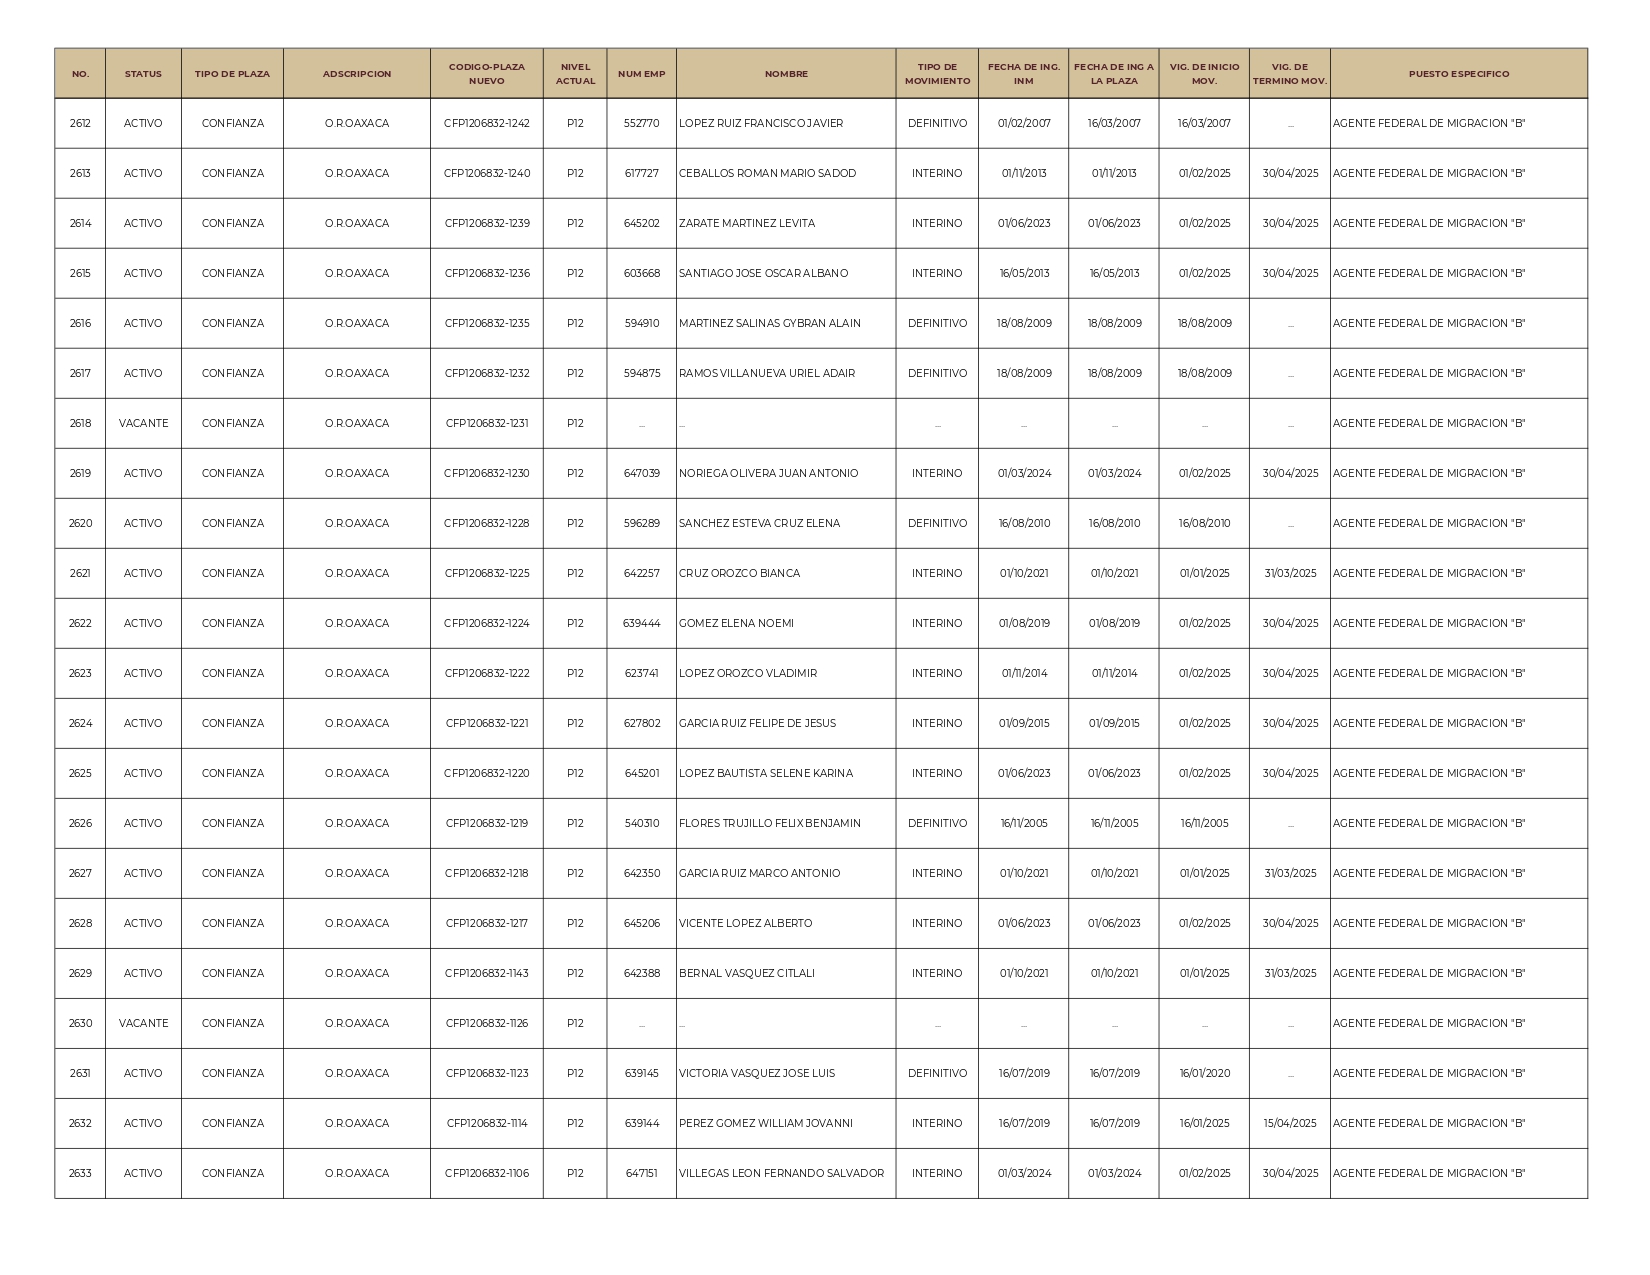 NO. STATUS TIPO DE PLAZA ADSCRIPCION CODIGO-PLAZA NUEVO NIVEL ACTUAL NUM EMP NOMBRE TIPO DE MOVIMIENTO FECHA DE ING. INM FECHA DE ING A LA PLAZA VIG. DE INICIO MOV. VIG. DE TERMINO MOV. PUESTO ESPECIFICO
2612 ACTIVO CONFIANZA O.R.OAXACA CFP1206832-1242 P12 552770 LOPEZ RUIZ FRANCISCO JAVIER DEFINITIVO 01/02/2007 16/03/2007 16/03/2007 ... AGENTE FEDERAL DE MIGRACION "B"
2613 ACTIVO CONFIANZA O.R.OAXACA CFP1206832-1240 P12 617727 CEBALLOS ROMAN MARIO SADOD INTERINO 01/11/2013 01/11/2013 01/02/2025 30/04/2025 AGENTE FEDERAL DE MIGRACION "B"
2614 ACTIVO CONFIANZA O.R.OAXACA CFP1206832-1239 P12 645202 ZARATE MARTINEZ LEVITA INTERINO 01/06/2023 01/06/2023 01/02/2025 30/04/2025 AGENTE FEDERAL DE MIGRACION "B"
2615 ACTIVO CONFIANZA O.R.OAXACA CFP1206832-1236 P12 603668 SANTIAGO JOSE OSCAR ALBANO INTERINO 16/05/2013 16/05/2013 01/02/2025 30/04/2025 AGENTE FEDERAL DE MIGRACION "B"
2616 ACTIVO CONFIANZA O.R.OAXACA CFP1206832-1235 P12 594910 MARTINEZ SALINAS GYBRAN ALAIN DEFINITIVO 18/08/2009 18/08/2009 18/08/2009 ... AGENTE FEDERAL DE MIGRACION "B"
2617 ACTIVO CONFIANZA O.R.OAXACA CFP1206832-1232 P12 594875 RAMOS VILLANUEVA URIEL ADAIR DEFINITIVO 18/08/2009 18/08/2009 18/08/2009 ... AGENTE FEDERAL DE MIGRACION "B"
2618 VACANTE CONFIANZA O.R.OAXACA CFP1206832-1231 P12 ... ... ... ... ... ... ... AGENTE FEDERAL DE MIGRACION "B"
2619 ACTIVO CONFIANZA O.R.OAXACA CFP1206832-1230 P12 647039 NORIEGA OLIVERA JUAN ANTONIO INTERINO 01/03/2024 01/03/2024 01/02/2025 30/04/2025 AGENTE FEDERAL DE MIGRACION "B"
2620 ACTIVO CONFIANZA O.R.OAXACA CFP1206832-1228 P12 596289 SANCHEZ ESTEVA CRUZ ELENA DEFINITIVO 16/08/2010 16/08/2010 16/08/2010 ... AGENTE FEDERAL DE MIGRACION "B"
2621 ACTIVO CONFIANZA O.R.OAXACA CFP1206832-1225 P12 642257 CRUZ OROZCO BIANCA INTERINO 01/10/2021 01/10/2021 01/01/2025 31/03/2025 AGENTE FEDERAL DE MIGRACION "B"
2622 ACTIVO CONFIANZA O.R.OAXACA CFP1206832-1224 P12 639444 GOMEZ ELENA NOEMI INTERINO 01/08/2019 01/08/2019 01/02/2025 30/04/2025 AGENTE FEDERAL DE MIGRACION "B"
2623 ACTIVO CONFIANZA O.R.OAXACA CFP1206832-1222 P12 623741 LOPEZ OROZCO VLADIMIR INTERINO 01/11/2014 01/11/2014 01/02/2025 30/04/2025 AGENTE FEDERAL DE MIGRACION "B"
2624 ACTIVO CONFIANZA O.R.OAXACA CFP1206832-1221 P12 627802 GARCIA RUIZ FELIPE DE JESUS INTERINO 01/09/2015 01/09/2015 01/02/2025 30/04/2025 AGENTE FEDERAL DE MIGRACION "B"
2625 ACTIVO CONFIANZA O.R.OAXACA CFP1206832-1220 P12 645201 LOPEZ BAUTISTA SELENE KARINA INTERINO 01/06/2023 01/06/2023 01/02/2025 30/04/2025 AGENTE FEDERAL DE MIGRACION "B"
2626 ACTIVO CONFIANZA O.R.OAXACA CFP1206832-1219 P12 540310 FLORES TRUJILLO FELIX BENJAMIN DEFINITIVO 16/11/2005 16/11/2005 16/11/2005 ... AGENTE FEDERAL DE MIGRACION "B"
2627 ACTIVO CONFIANZA O.R.OAXACA CFP1206832-1218 P12 642350 GARCIA RUIZ MARCO ANTONIO INTERINO 01/10/2021 01/10/2021 01/01/2025 31/03/2025 AGENTE FEDERAL DE MIGRACION "B"
2628 ACTIVO CONFIANZA O.R.OAXACA CFP1206832-1217 P12 645206 VICENTE LOPEZ ALBERTO INTERINO 01/06/2023 01/06/2023 01/02/2025 30/04/2025 AGENTE FEDERAL DE MIGRACION "B"
2629 ACTIVO CONFIANZA O.R.OAXACA CFP1206832-1143 P12 642388 BERNAL VASQUEZ CITLALI INTERINO 01/10/2021 01/10/2021 01/01/2025 31/03/2025 AGENTE FEDERAL DE MIGRACION "B"
2630 VACANTE CONFIANZA O.R.OAXACA CFP1206832-1126 P12 ... ... ... ... ... ... ... AGENTE FEDERAL DE MIGRACION "B"
2631 ACTIVO CONFIANZA O.R.OAXACA CFP1206832-1123 P12 639145 VICTORIA VASQUEZ JOSE LUIS DEFINITIVO 16/07/2019 16/07/2019 16/01/2020 ... AGENTE FEDERAL DE MIGRACION "B"
2632 ACTIVO CONFIANZA O.R.OAXACA CFP1206832-1114 P12 639144 PEREZ GOMEZ WILLIAM JOVANNI INTERINO 16/07/2019 16/07/2019 16/01/2025 15/04/2025 AGENTE FEDERAL DE MIGRACION "B"
2633 ACTIVO CONFIANZA O.R.OAXACA CFP1206832-1106 P12 647151 VILLEGAS LEON FERNANDO SALVADOR INTERINO 01/03/2024 01/03/2024 01/02/2025 30/04/2025 AGENTE FEDERAL DE MIGRACION "B"